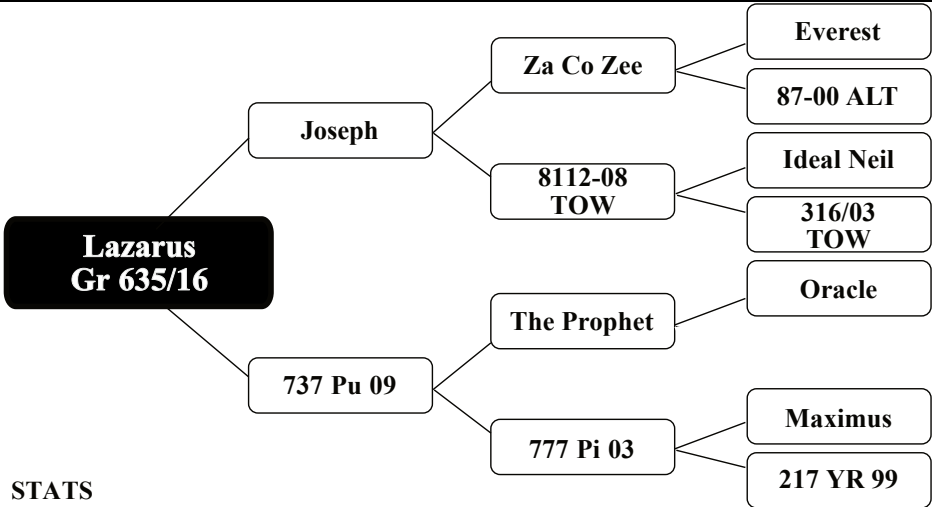 Everest
Za Co Zee
87-00 ALT
Joseph
Ideal Neil
8112-08
TOW
316/03
TOW
Lazarus
Gr 635/16
Oracle
The Prophet
737 Pu 09
Maximus
777 Pi 03
217 YR 99
STATS